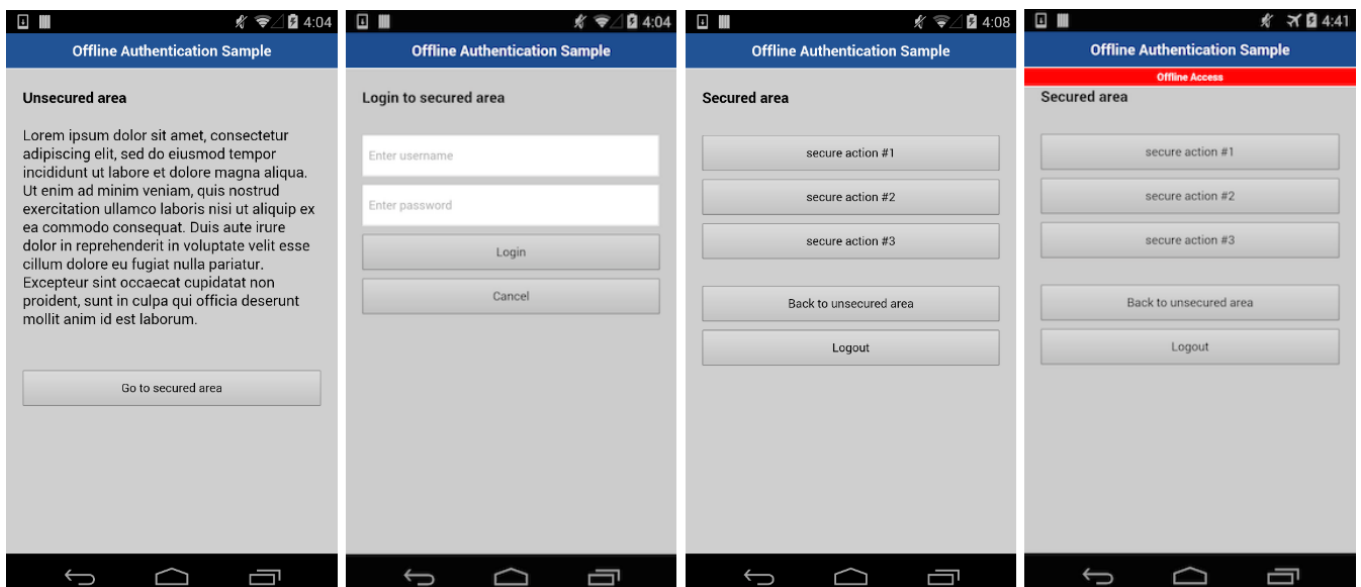 4:04
Offline Authentication Sample
Unsecured area
Lorem ipsum dolor sit amet, consectetur
adipiscing elit, sed do eiusmod tempor
incididunt ut labore et dolore magna aliqua.
Ut enim ad minim veniam, quis nostrud
exercitation ullamco laboris nisi ut aliquip ex
ea commodo consequat. Duis aute irure
dolor in reprehenderit in voluptate velit esse
cillum dolore eu fugiat nulla pariatur.
Excepteur sint occaecat cupidatat non
proident, sunt in culpa qui officia deserunt
mollit anim id est laborum.
Go to secured area
4:04
Offline Authentication Sample
Login to secured area
Enter username
Enter password
Login
Cancel
4:08
Offline Authentication Sample
Secured area
secure action #1
secure action #2
secure action #3
Back to unsecured area
Logout
4:41
Offline Authentication Sample
Offline Access
Secured area
secure action #1
secure action #2
secure action #3
Back to unsecured area
Logout